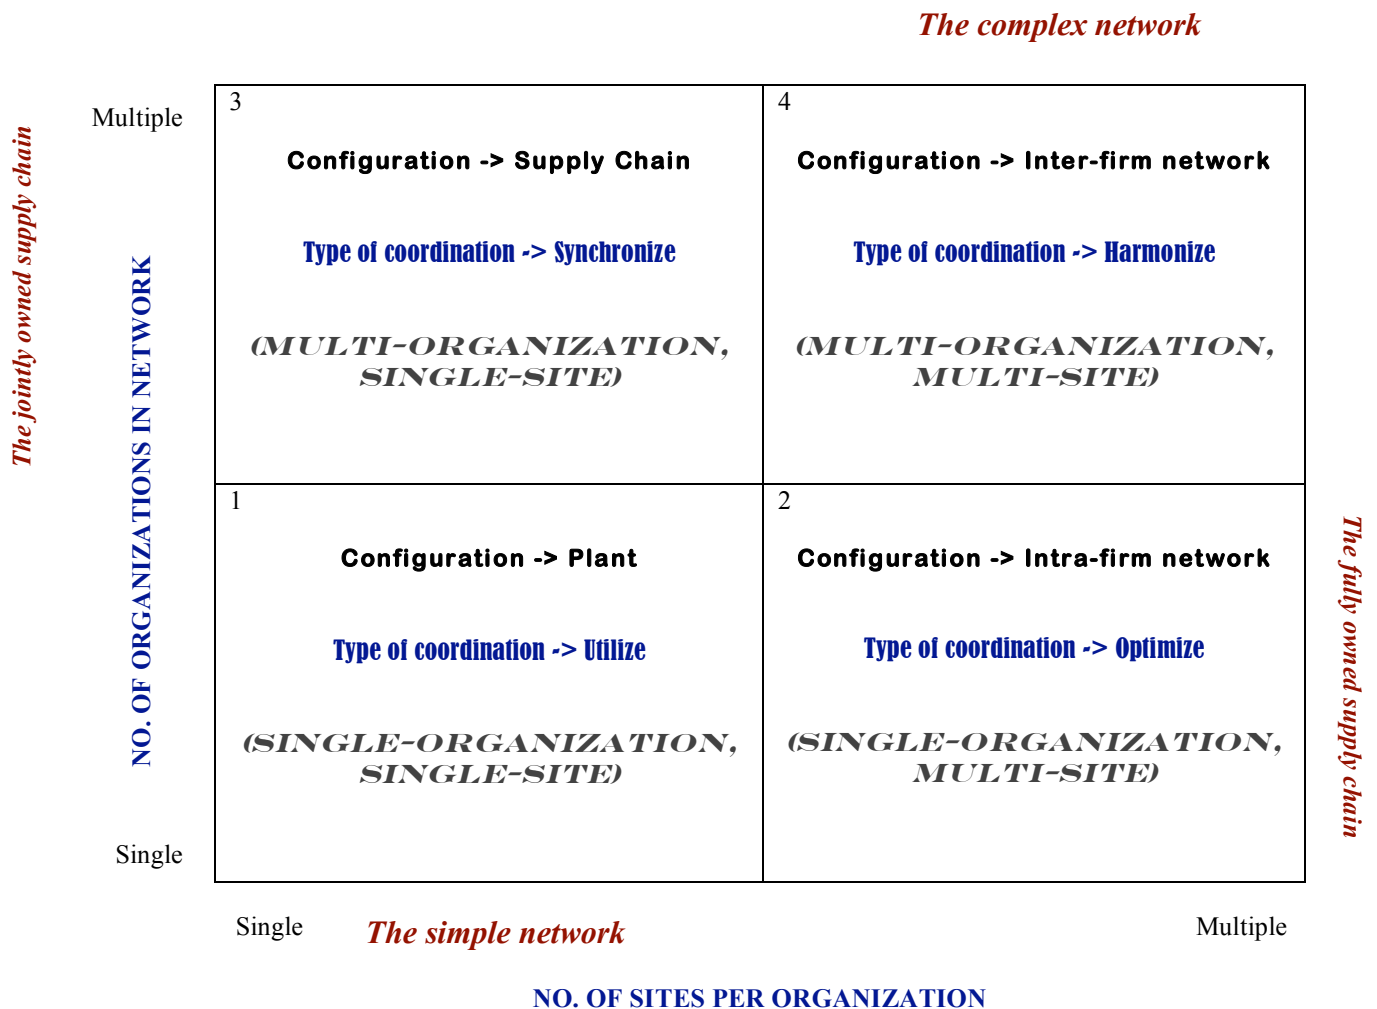 The complex network
Multiple
The jointly owned supply chain
NO. OF ORGANIZATIONS IN NETWORK
3
Configuration -> Supply Chain
Type of coordination -> Synchronize
(MULTI-ORGANIZATION,
SINGLE-SITE)
4
Configuration -> Inter-firm network
Type of coordination -> Harmonize
(MULTI-ORGANIZATION,
MULTI-SITE)
1
Configuration -> Plant
Type of coordination -> Utilize
(SINGLE-ORGANIZATION,
SINGLE-SITE)
2
Configuration -> Intra-firm network
Type of coordination -> Optimize
(SINGLE-ORGANIZATION,
MULTI-SITE)
The fully owned supply chain
Single
Single
The simple network
Multiple
NO. OF SITES PER ORGANIZATION